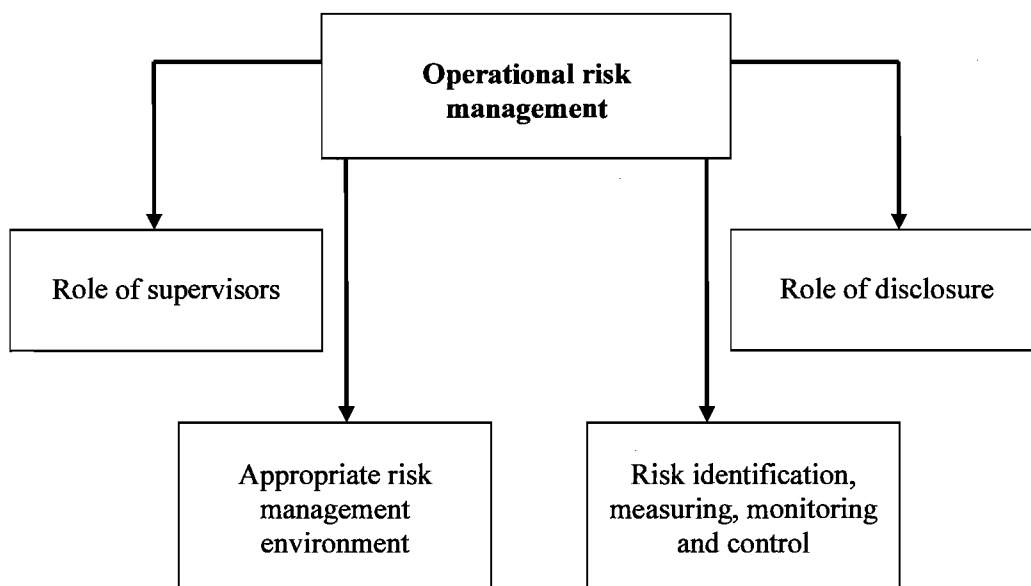 Operational risk
management
Role of supervisors
Role of disclosure
Appropriate risk
management
environment
Risk identification,
measuring, monitoring
and control